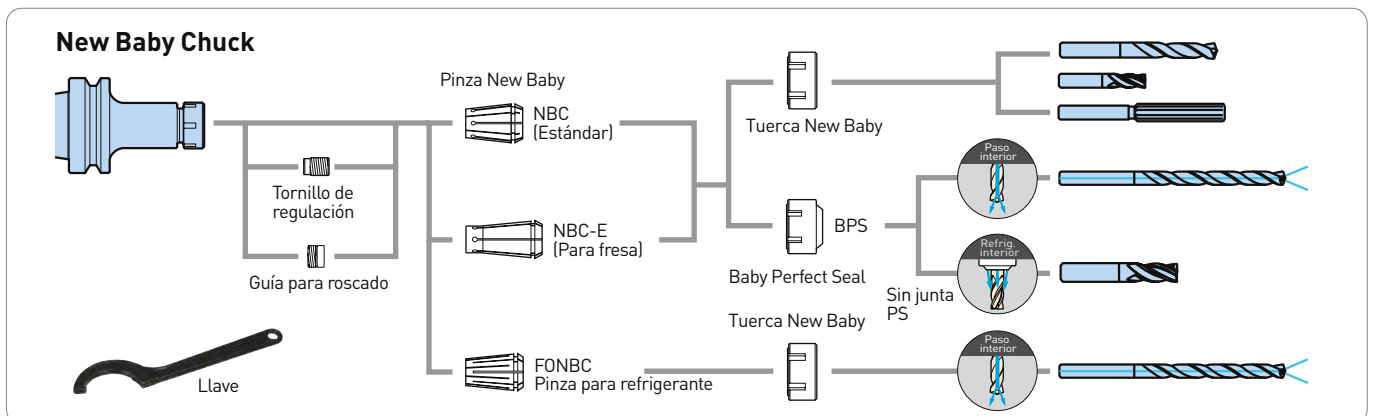 New Baby Chuck
Pinza New Baby
NBC
(Estándar)
Tornillo de
regulación
Guía para roscado
NBC-E
(Para fresa)
Tuerca New Baby
BPS
Baby Perfect Seal
Paso
interior
Refrig.
interior
Sin junta
PS
Llave
FONBC
Pinza para refrigerante
Tuerca New Baby
Paso
interior